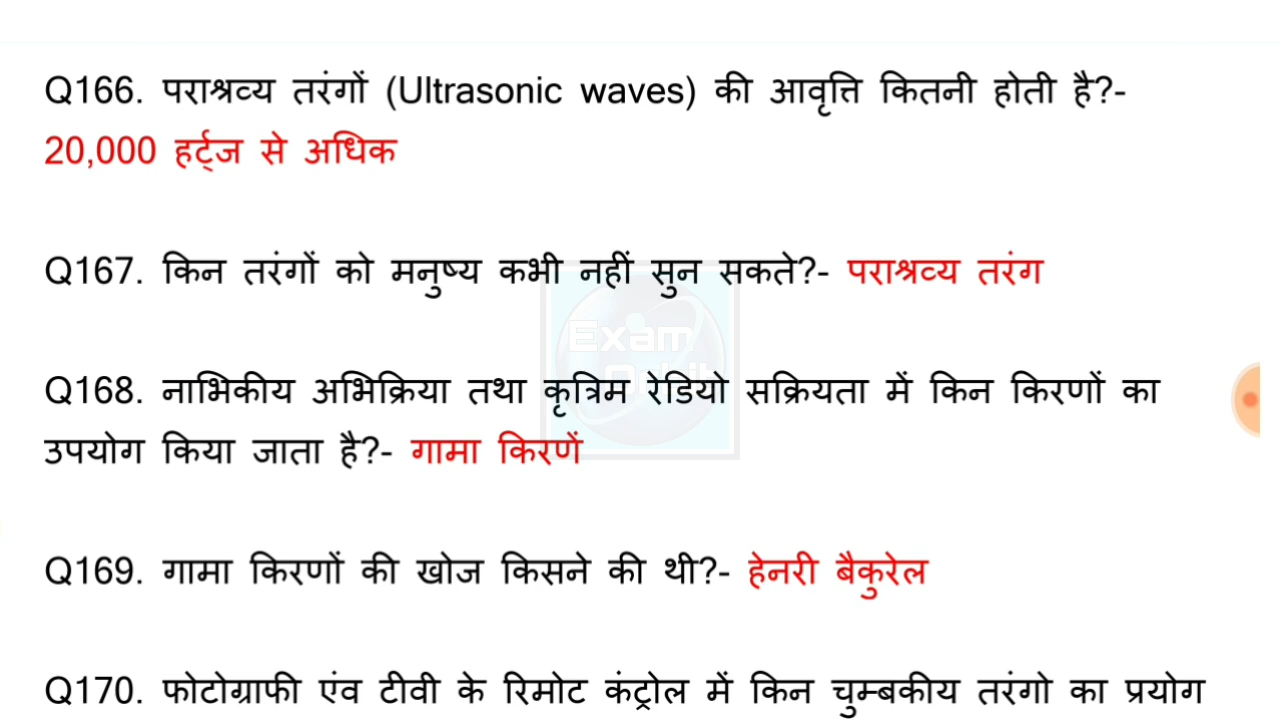 Q166. पराश्रव्य तरंगों (Ultrasonic waves) की आवृत्ति कितनी होती है?-
20,000 हर्ट्ज से अधिक
Q167. किन तरंगों को मनुष्य कभी नहीं सुन सकते?- पराश्रव्य तरंग
Exam
Q168. नाभिकीय अभिक्रिया तथा कृत्रिम रेडियो सक्रियता में किन किरणों का
उपयोग किया जाता है?- गामा किरणें
Q169. गामा किरणों की खोज किसने की थी?- हेनरी बैकुरेल
Q170. फोटोग्राफी एंव टीवी के रिमोट कंट्रोल में किन चुम्बकीय तरंगो का प्रयोग